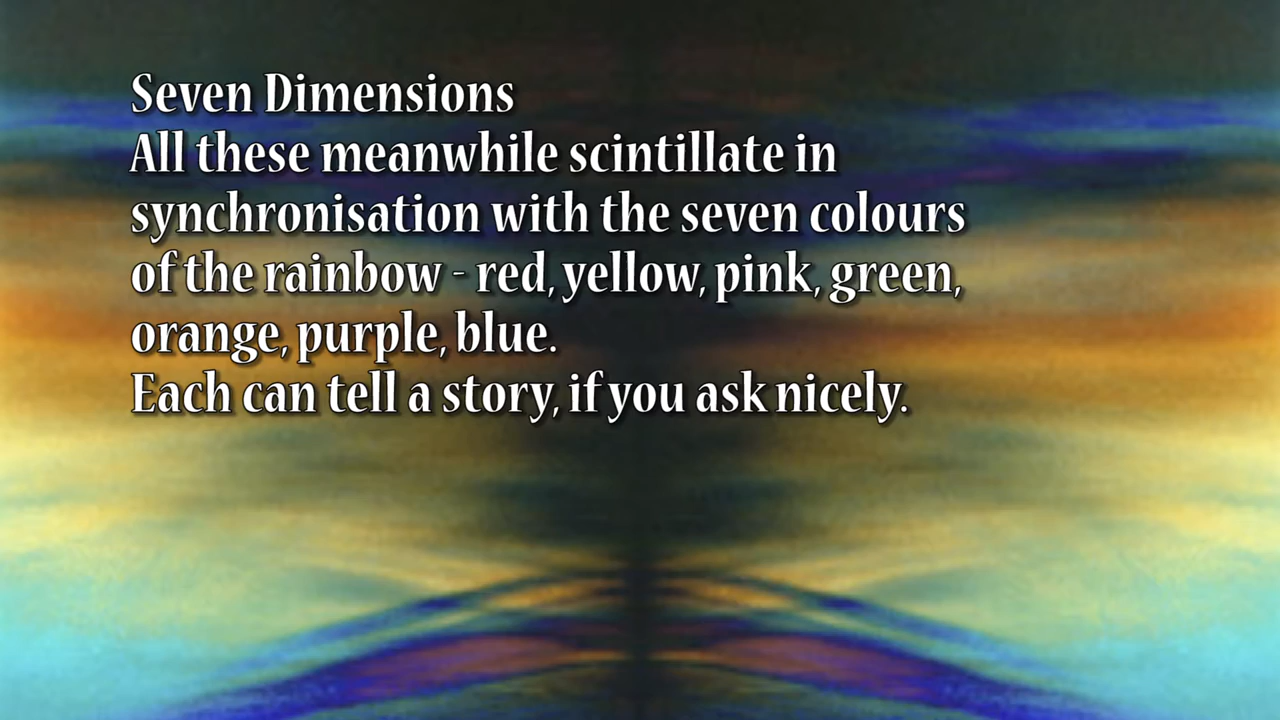 Seven Dimensions
All these meanwhile scintillate in
synchronisation with the seven colours
of the rainbow - red, yellow, pink, green,
orange, purple, blue.
Each can tell a story, if you ask nicely.